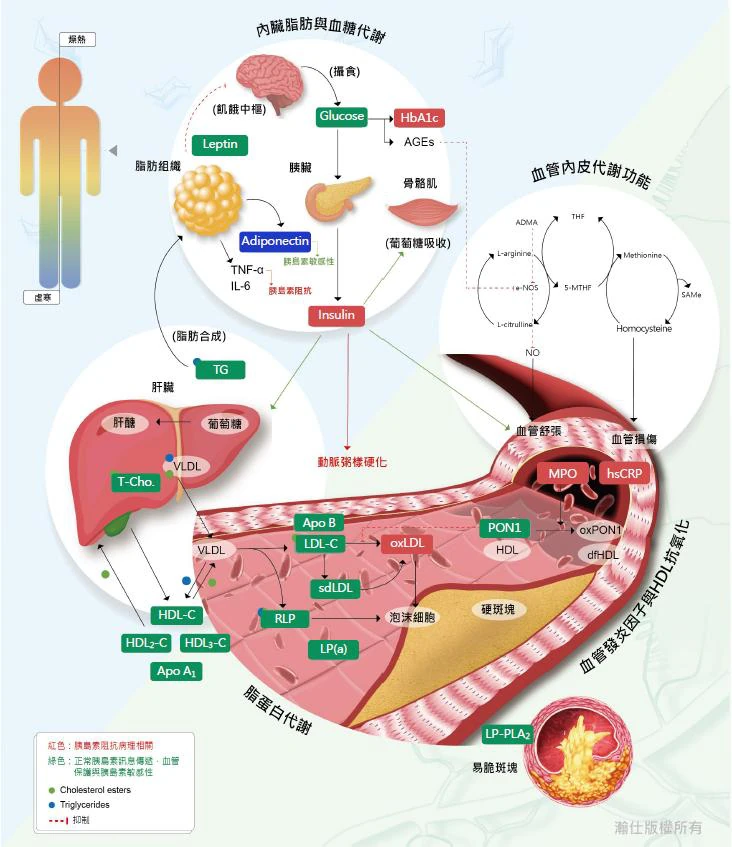 內臟脂肪與血糖代謝
燥熱
(攝食)
(飢餓中樞)
Glucose
HbA1c
AGEs
Leptin
脂肪組織
胰臟
骨骼肌
(葡萄糖吸收)
Adiponectin
胰島素敏感性
TNF-α
IL-6
胰島素阻抗
Insulin
虛寒
血管內皮代謝功能
ADMA
THF
L-arginine
Methionine
e-NOS
5-MTHF
SAMe
L-citrulline
Homocysteine
NO
血管舒張
血管損傷
(脂肪合成)
TG
肝臟
肝醣
葡萄糖
VLDL
T-Cho.
動脈粥樣硬化
MPO
hsCRP
Apo B
LDL-C
oxLDL
PON1
oxPON1
HDL
dfHDL
VLDL
sdLDL
RLP
泡沫細胞
硬斑塊
LP(a)
HDL-C
HDL₂-C
HDL₃-C
Apo A₁
脂蛋白代謝
血管發炎因子與HDL抗氧化
LP-PLA₂
易脆斑塊
紅色：胰島素阻抗病理相關
綠色：正常胰島素訊息傳遞、血管
保護與胰島素敏感性
Cholesterol esters
Triglycerides
抑制
瀚仕版權所有